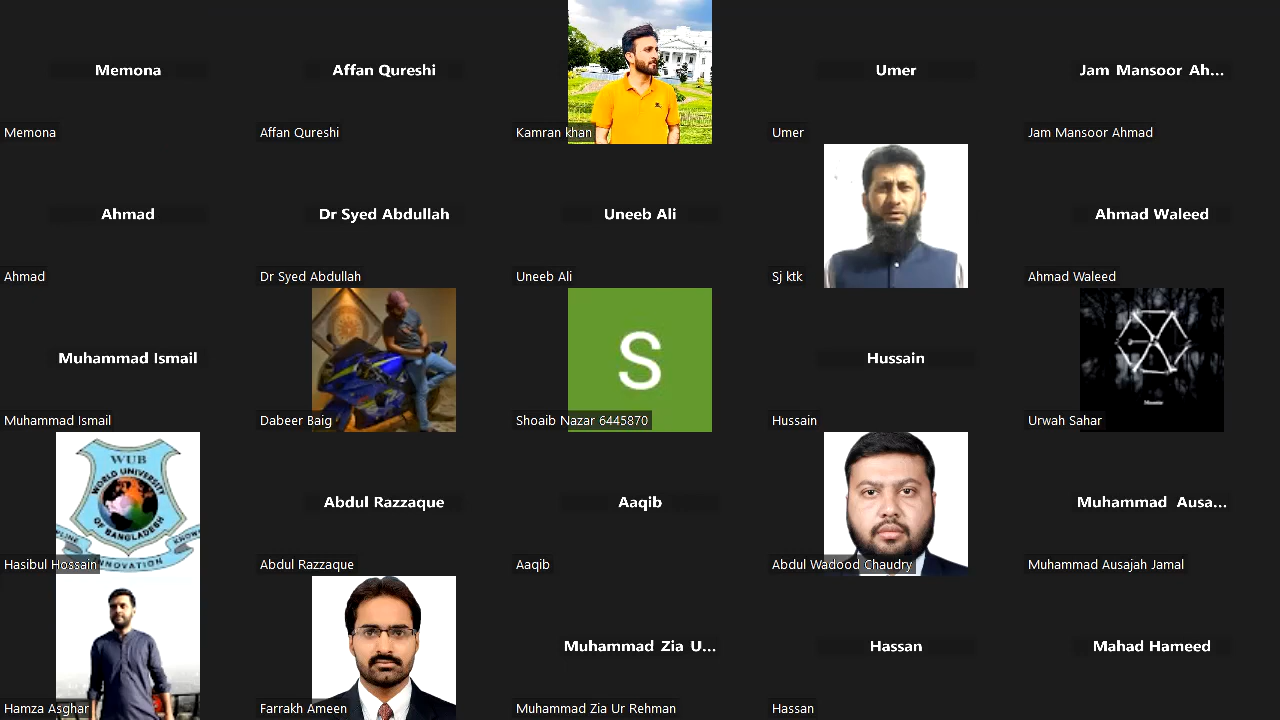 Memona
Affan Qureshi
Umer
Jam Mansoor Ah...
Memona
Affan Qureshi
Kamran khan
Umer
Jam Mansoor Ahmad
Ahmad
Dr Syed Abdullah
Uneeb Ali
Ahmad Waleed
Ahmad
Dr Syed Abdullah
Uneeb Ali
Sj ktk
Ahmad Waleed
Muhammad Ismail
S
Hussain
Muhammad Ismail
Dabeer Baig
Shoaib Nazar 6445870
Hussain
Urwah Sahar
WUB
WORLD UNIVERSITY
OF BANGLADESH
INNOVATION
Abdul Razzaque
Aaqib
Muhammad Ausa...
Hasibul Hossain
Abdul Razzaque
Aaqib
Abdul Wadood Chaudry
Muhammad Ausajah Jamal
Muhammad Zia U...
Hassan
Mahad Hameed
Hamza Asghar
Farrakh Ameen
Muhammad Zia Ur Rehman
Hassan